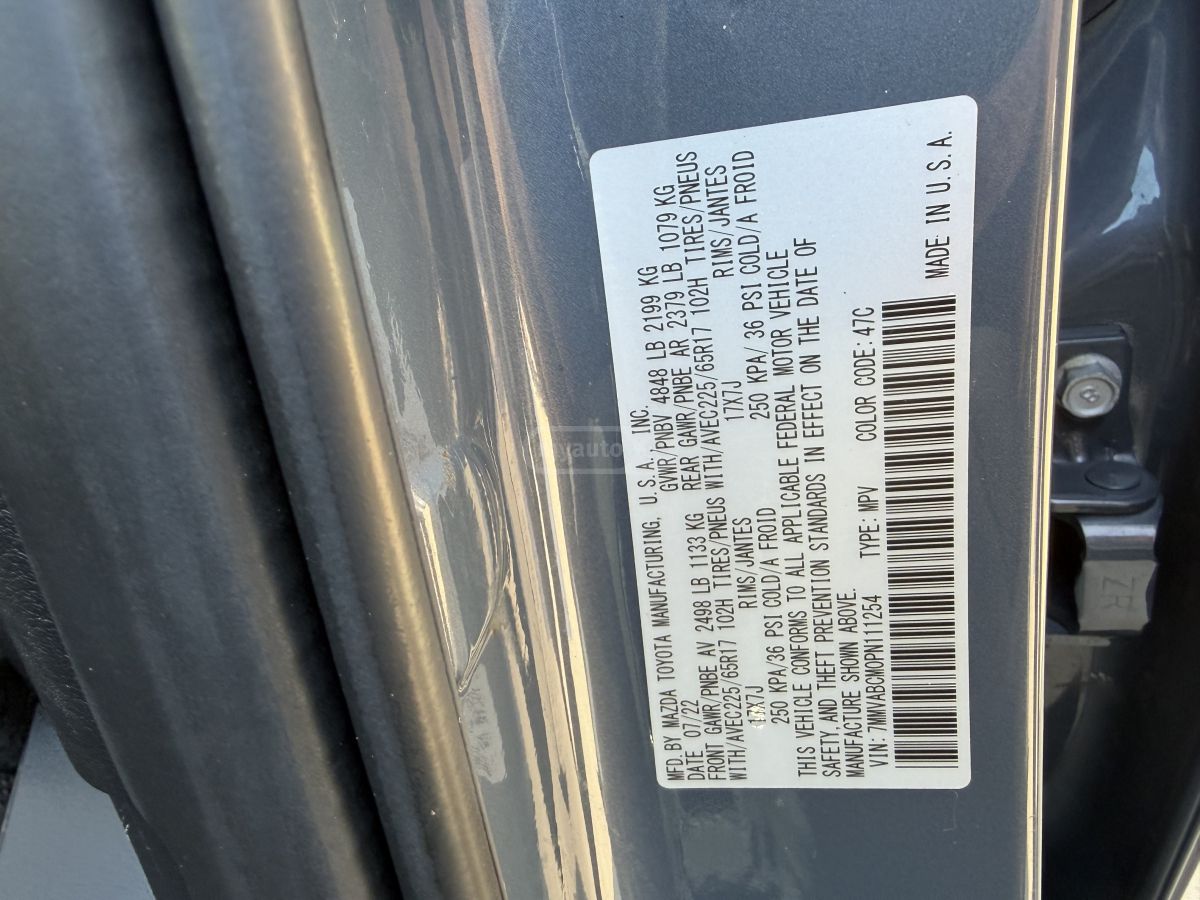 MFD. BY MAZDA TOYOTA MANUFACTURING, U. S. A., INC.
DATE 07/22 GVWR/PNBV 4848 LB 2199 KG
FRONT GAWR/PNBE AV 2498 LB 1133 KG REAR GAWR/PNBE AR 2379 LB 1079 KG
WITH/AVEC225/65R17 102H TIRES/PNEUS WITH/AVEC225/65R17 102H TIRES/PNEUS
17X7J RIMS/JANTES 17X7J RIMS/JANTES
250 KPA/36 PSI COLD/A FROID 250 KPA/ 36 PSI COLD/A FROID
THIS VEHICLE CONFORMS TO ALL APPLICABLE FEDERAL MOTOR VEHICLE
SAFETY, AND THEFT PREVENTION STANDARDS IN EFFECT ON THE DATE OF
MANUFACTURE SHOWN ABOVE.
VIN: 7MMVABCM0PN111254 TYPE: MPV COLOR CODE: 47C
MADE IN U. S. A.
ZR